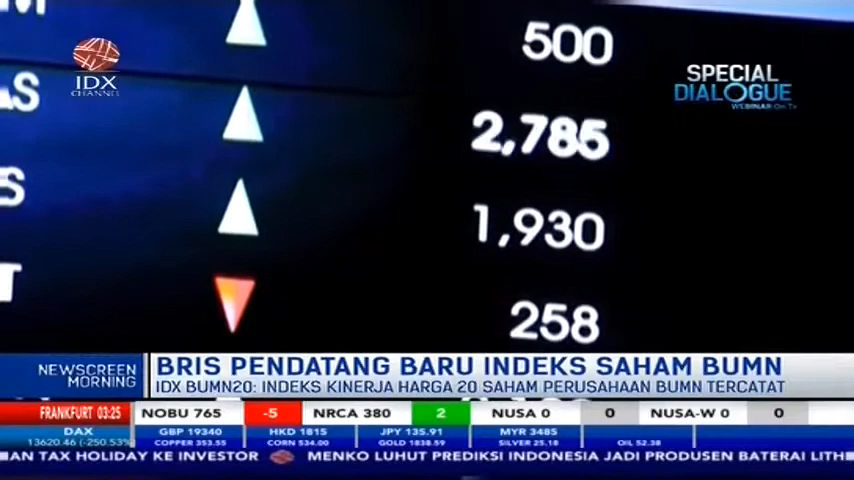 M
500
IDX
CHANNEL
SPECIAL
DIALOGUE
WEBINAR ON TV
AS
2,785
S
1,930
T
258
NEWSCREEN
MORNING
BRIS PENDATANG BARU INDEKS SAHAM BUMN
IDX BUMN20: INDEKS KINERJA HARGA 20 SAHAM PERUSAHAAN BUMN TERCATAT
FRANKFURT 03:25 NOBU 765 -5 NRCA 380 2 NUSA 0 0 NUSA-W 0 0
DAX GBP 19340 HKD 1815 JPY 135.91 MYR 3485
13620.46 (-250.53%) COPPER 353.55 CORN 534.00 GOLD 1838.59 SILVER 25.18 OIL 52.38
AN TAX HOLIDAY KE INVESTOR MENKO LUHUT PREDIKSI INDONESIA JADI PRODUSEN BATERAI LITH